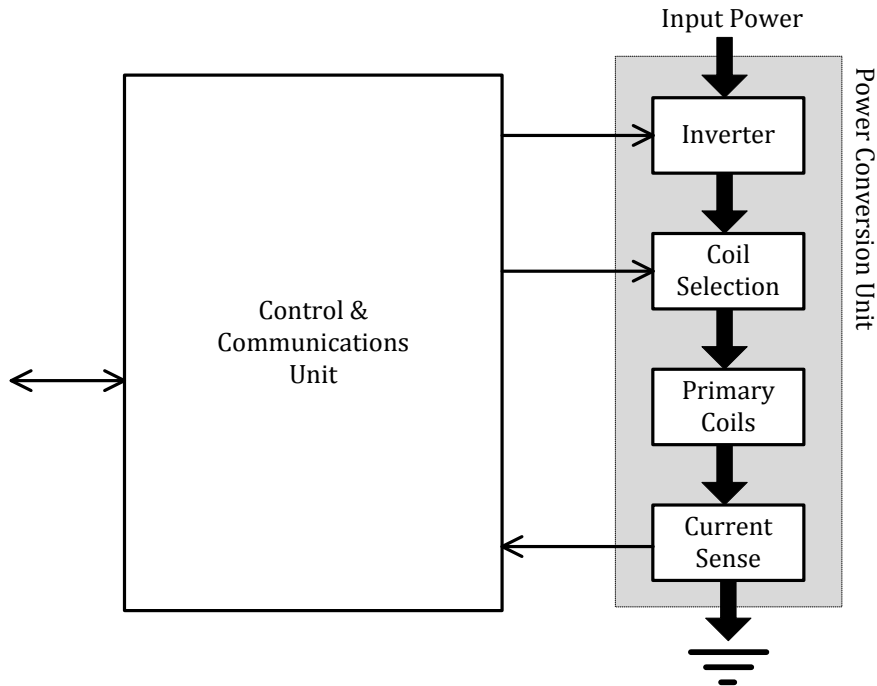 Input Power
Inverter
Coil
Selection
Primary
Coils
Current
Sense
Power Conversion Unit
Control &
Communications
Unit